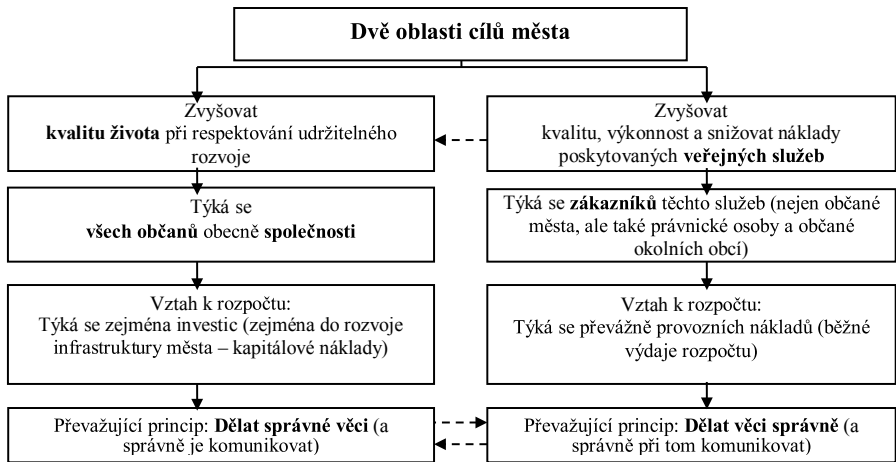 Dvě oblasti cílů města
Zvyšovat
kvalitu života při respektování udržitelného
rozvoje
Zvyšovat
kvalitu, výkonnost a snižovat náklady
poskytovaných veřejných služeb
Týká se
všech občanů obecně společnosti
Týká se zákazníků těchto služeb (nejen občané
města, ale také právnické osoby a občané
okolních obcí)
Vztah k rozpočtu:
Týká se zejména investic (zejména do rozvoje
infrastruktury města – kapitálové náklady)
Vztah k rozpočtu:
Týká se převážně provozních nákladů (běžné
výdaje rozpočtu)
Převažující princip: Dělat správné věci (a
správně je komunikovat)
Převažující princip: Dělat věci správně (a
správně při tom komunikovat)